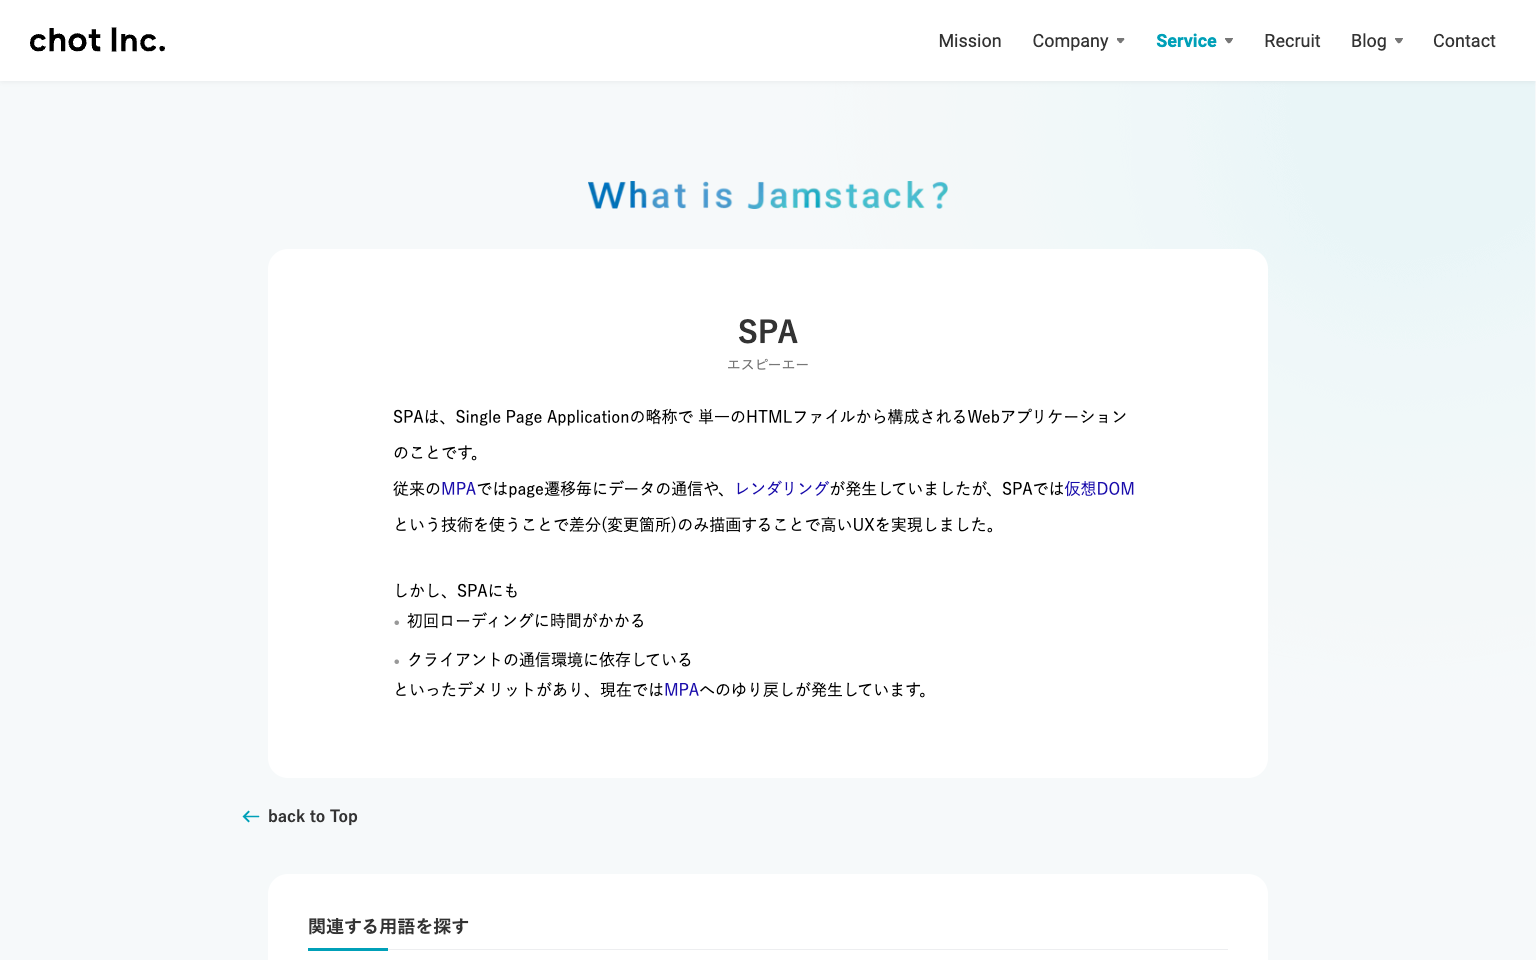 chot Inc.
Mission Company Service Recruit Blog Contact
What is Jamstack?
SPA
エスピーエー
SPAは、Single Page Applicationの略称で 単一のHTMLファイルから構成されるWebアプリケーション
のことです。
従来のMPAではpage遷移毎にデータの通信や、レンダリングが発生していましたが、SPAでは仮想DOM
という技術を使うことで差分(変更箇所)のみ描画することで高いUXを実現しました。
しかし、SPAにも
• 初回ローディングに時間がかかる
• クライアントの通信環境に依存している
といったデメリットがあり、現在ではMPAへのゆり戻しが発生しています。
← back to Top
関連する用語を探す